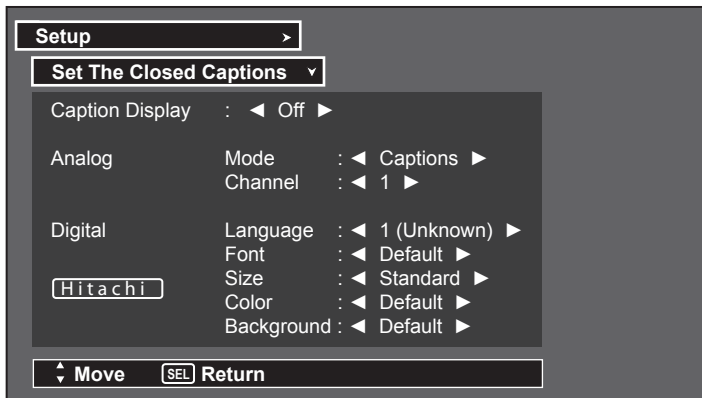 Setup
Set The Closed Captions
Caption Display : ◄ Off ►
Analog Mode : ◄ Captions ►
Channel : ◄ 1 ►
Digital Language : ◄ 1 (Unknown) ►
Font : ◄ Default ►
Size : ◄ Standard ►
Hitachi
Color : ◄ Default ►
Background : ◄ Default ►
Move SEL Return